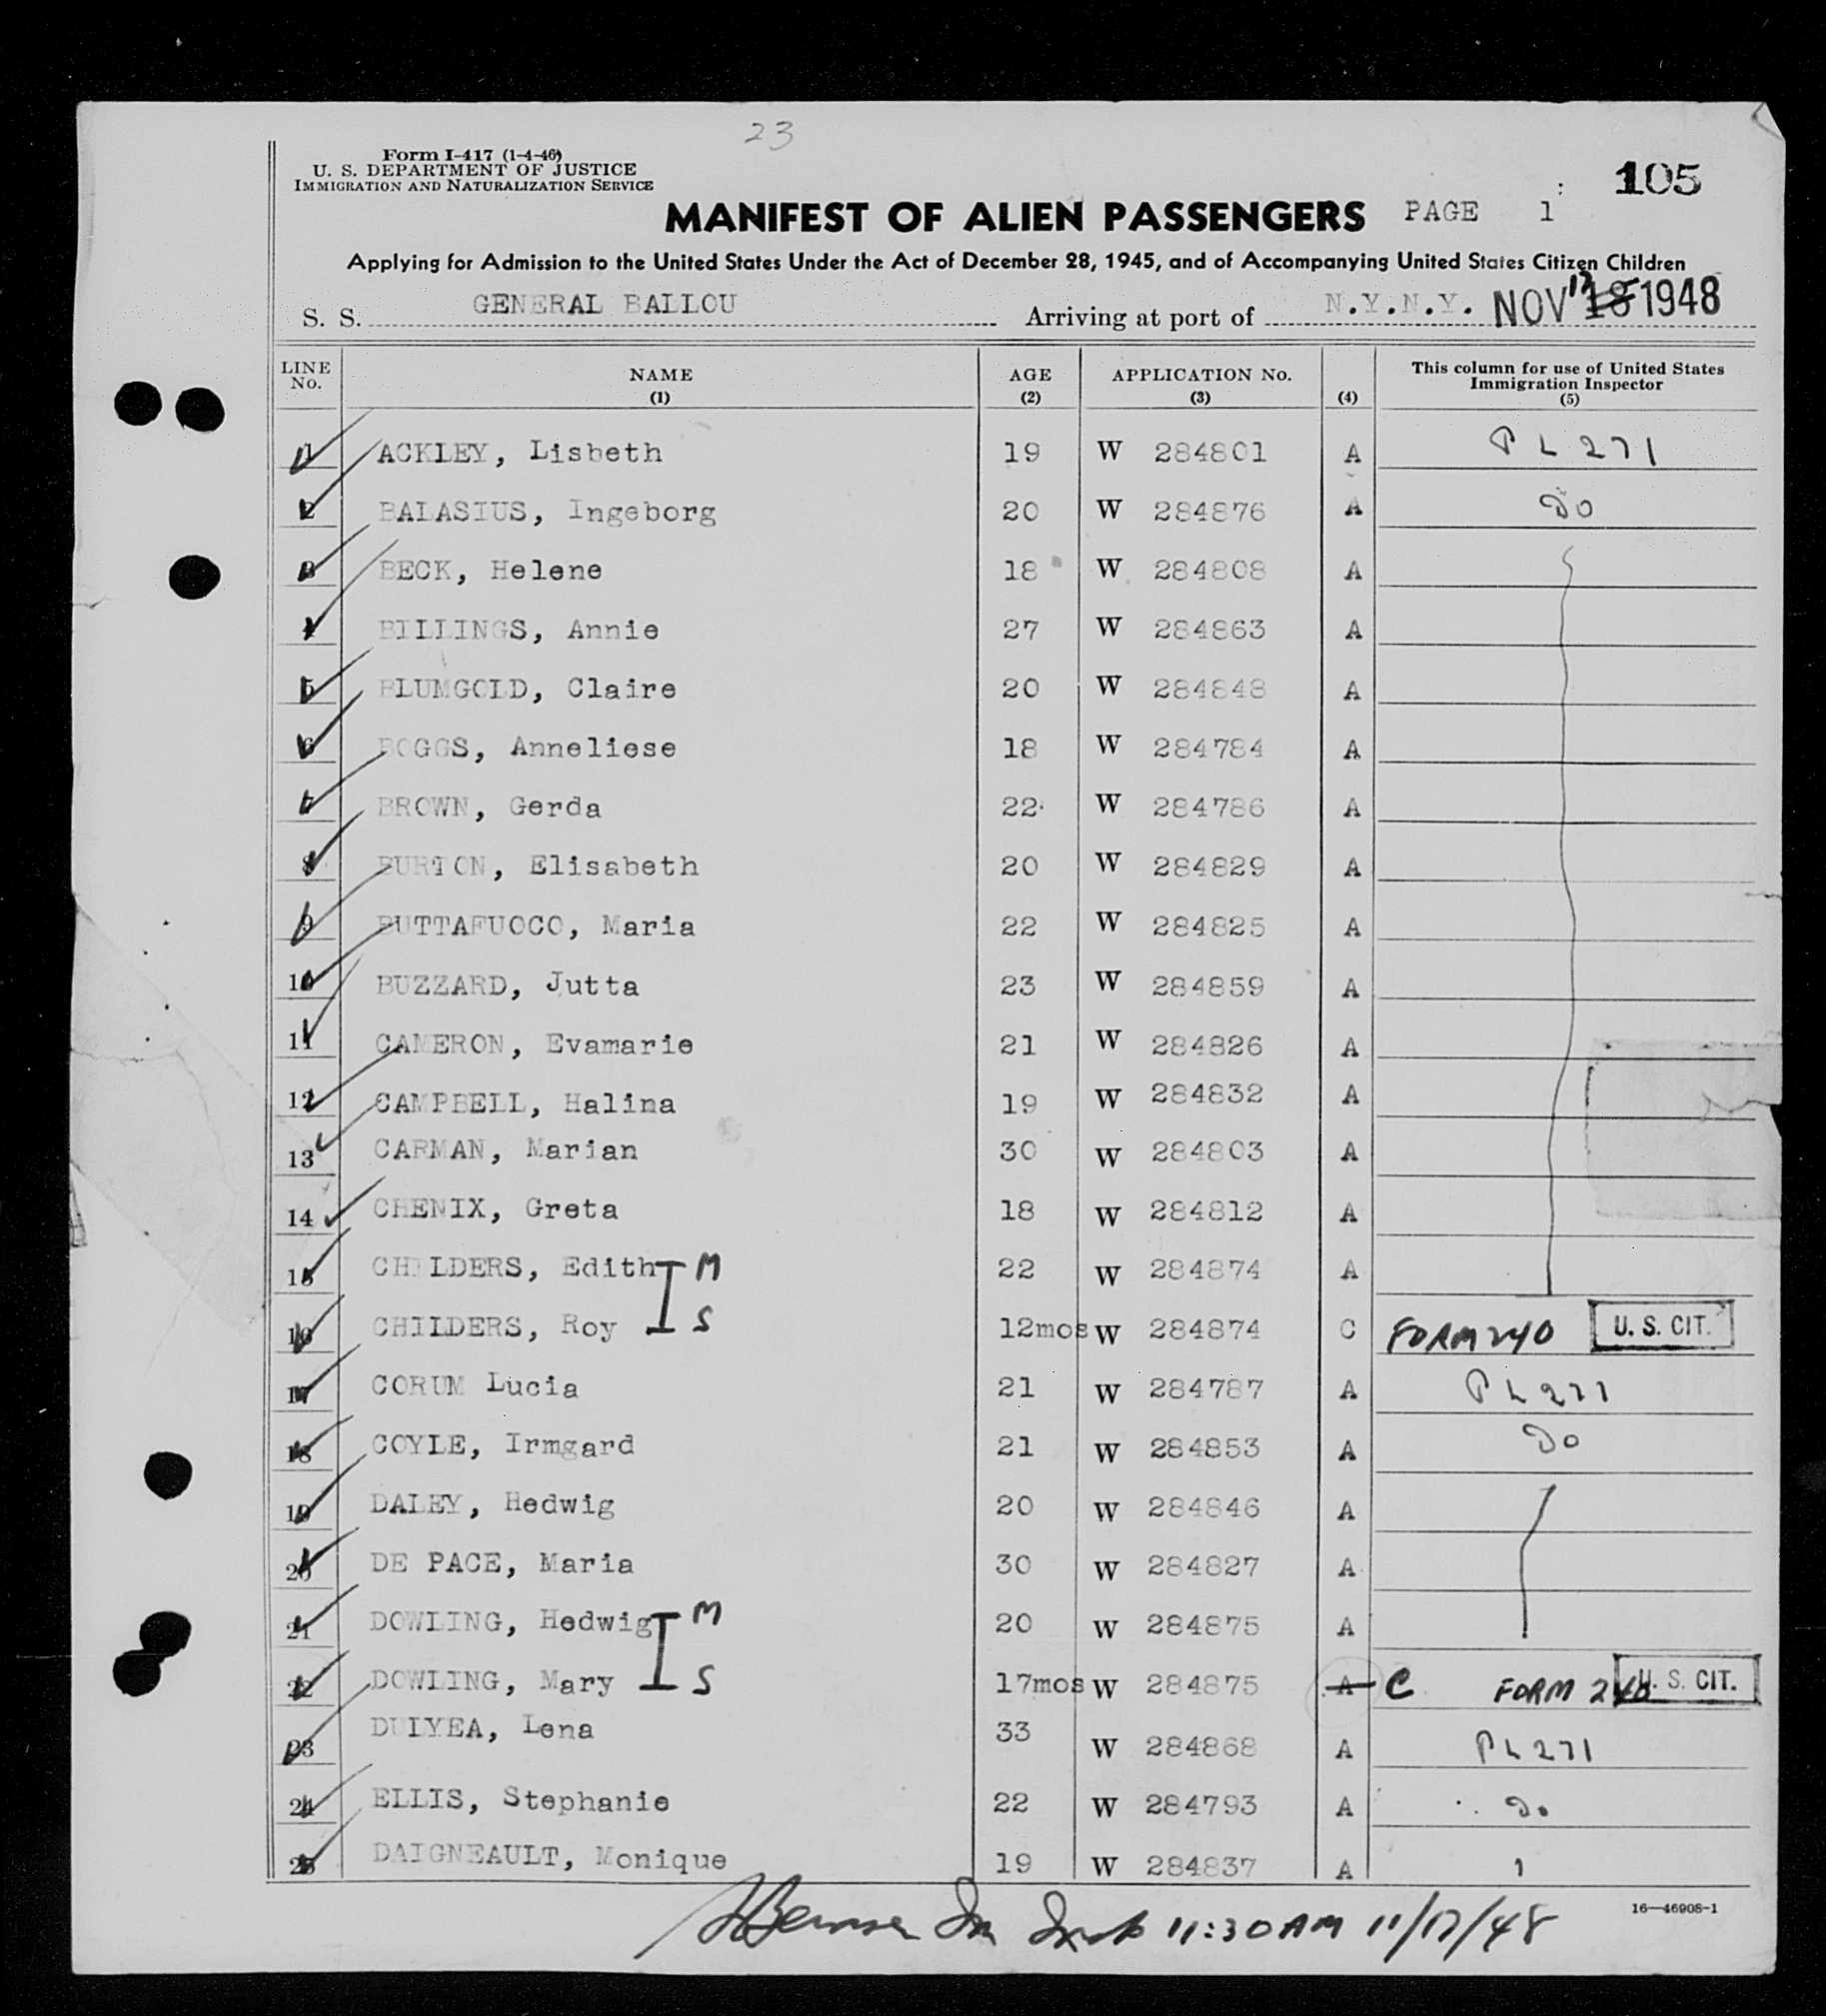 23
Form I-417 (1-4-46)
U. S. DEPARTMENT OF JUSTICE
IMMIGRATION AND NATURALIZATION SERVICE
105
MANIFEST OF ALIEN PASSENGERS PAGE 1
Applying for Admission to the United States Under the Act of December 28, 1945, and of Accompanying United States Citizen Children
S. S. GENERAL BALLOU Arriving at port of N.Y.N.Y. NOV 18 17 1948
LINE No. NAME (1) AGE (2) APPLICATION No. (3) (4) This column for use of United States Immigration Inspector (5)
1 ACKLEY, Lisbeth 19 W 284801 A PL 271
2 BALASIUS, Ingeborg 20 W 284876 A Do
3 BECK, Helene 18 W 284808 A
4 BILLINGS, Annie 27 W 284863 A
5 BLUMGOLD, Claire 20 W 284848 A
6 BOGGS, Anneliese 18 W 284784 A
7 BROWN, Gerda 22 W 284786 A
8 BURTON, Elisabeth 20 W 284829 A
9 BUTTAFUOCO, Maria 22 W 284825 A
10 BUZZARD, Jutta 23 W 284859 A
11 CAMERON, Evamarie 21 W 284826 A
12 CAMPBELL, Halina 19 W 284832 A
13 CARMAN, Marian 30 W 284803 A
14 CHENIX, Greta 18 W 284812 A
15 CHILDERS, Edith M 22 W 284874 A
16 CHILDERS, Roy S 12mos W 284874 C FORM 240 U. S. CIT.
17 CORUM Lucia 21 W 284787 A PL 271
18 COYLE, Irmgard 21 W 284853 A Do
19 DALEY, Hedwig 20 W 284846 A
20 DE PACE, Maria 30 W 284827 A
21 DOWLING, Hedwig M 20 W 284875 A
22 DOWLING, Mary S 17mos W 284875 A C FORM 240 U. S. CIT.
23 DULYEA, Lena 33 W 284868 A PL 271
24 ELLIS, Stephanie 22 W 284793 A Do
25 DAIGNEAULT, Monique 19 W 284837 A
11:30 AM 11/17/48
16—46908-1